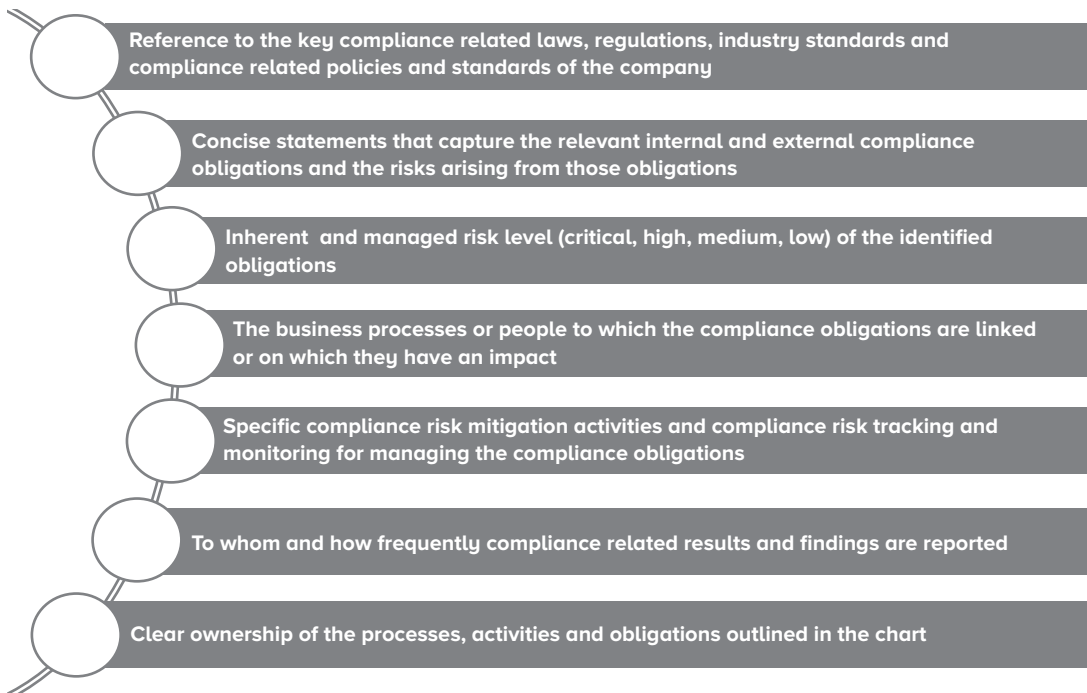 Reference to the key compliance related laws, regulations, industry standards and
compliance related policies and standards of the company
Concise statements that capture the relevant internal and external compliance
obligations and the risks arising from those obligations
Inherent  and managed risk level (critical, high, medium, low) of the identified
obligations
The business processes or people to which the compliance obligations are linked
or on which they have an impact
Specific compliance risk mitigation activities and compliance risk tracking and
monitoring for managing the compliance obligations
To whom and how frequently compliance related results and findings are reported
Clear ownership of the processes, activities and obligations outlined in the chart